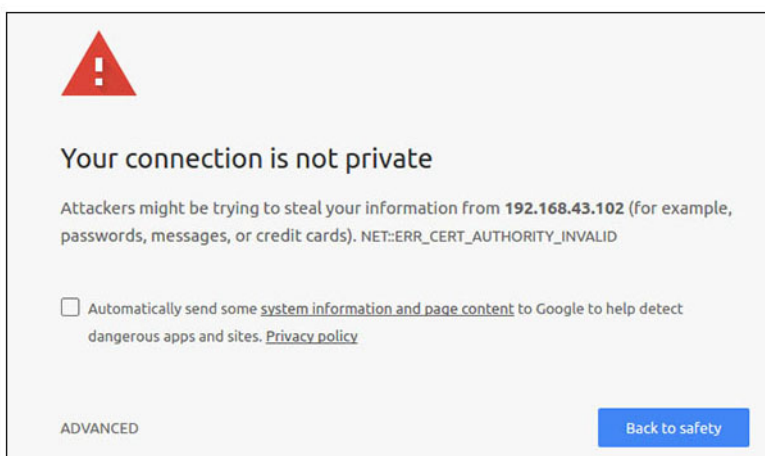 Your connection is not private
Attackers might be trying to steal your information from 192.168.43.102 (for example,
passwords, messages, or credit cards). NET::ERR_CERT_AUTHORITY_INVALID
Automatically send some system information and page content to Google to help detect
dangerous apps and sites. Privacy policy
ADVANCED
Back to safety